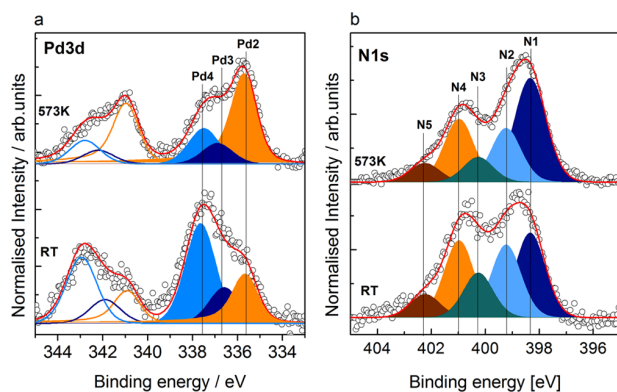 a
Pd3d
Pd4
Pd3
Pd2
573K
RT
Normalised Intensity / arb.units
344 342 340 338 336 334
Binding energy / eV
b
N1s
N5
N4
N3
N2
N1
573K
RT
Normalised Intensity / arb.units
404 402 400 398 396
Binding energy [eV]